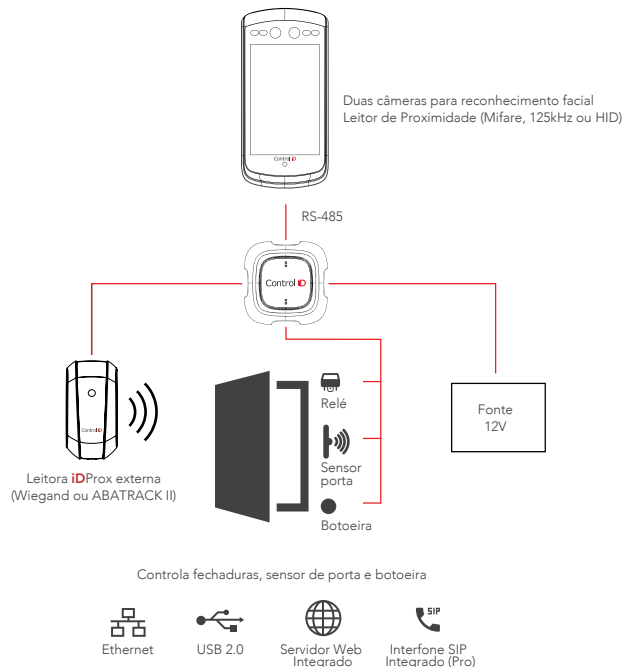 Control iD
Duas câmeras para reconhecimento facial
Leitor de Proximidade (Mifare, 125kHz ou HID)
RS-485
Control iD
Control iD
Relé
Sensor
porta
Botoeira
Fonte
12V
Leitora iDProx externa
(Wiegand ou ABATRACK II)
Controla fechaduras, sensor de porta e botoeira
SIP
Ethernet
USB 2.0
Servidor Web
Integrado
Interfone SIP
Integrado (Pro)